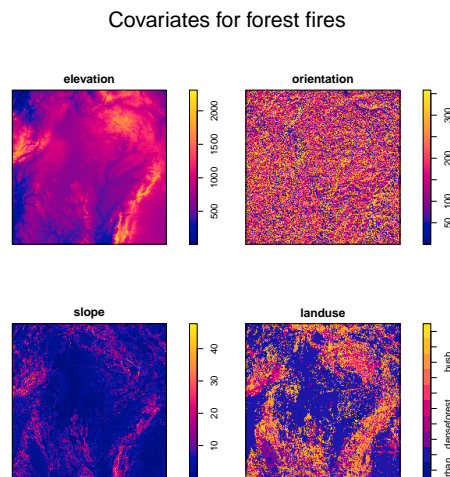 Covariates for forest fires
elevation
500 1000 1500 2000
orientation
0 50 100 200 300
slope
10 20 30 40
landuse
denseforest bush